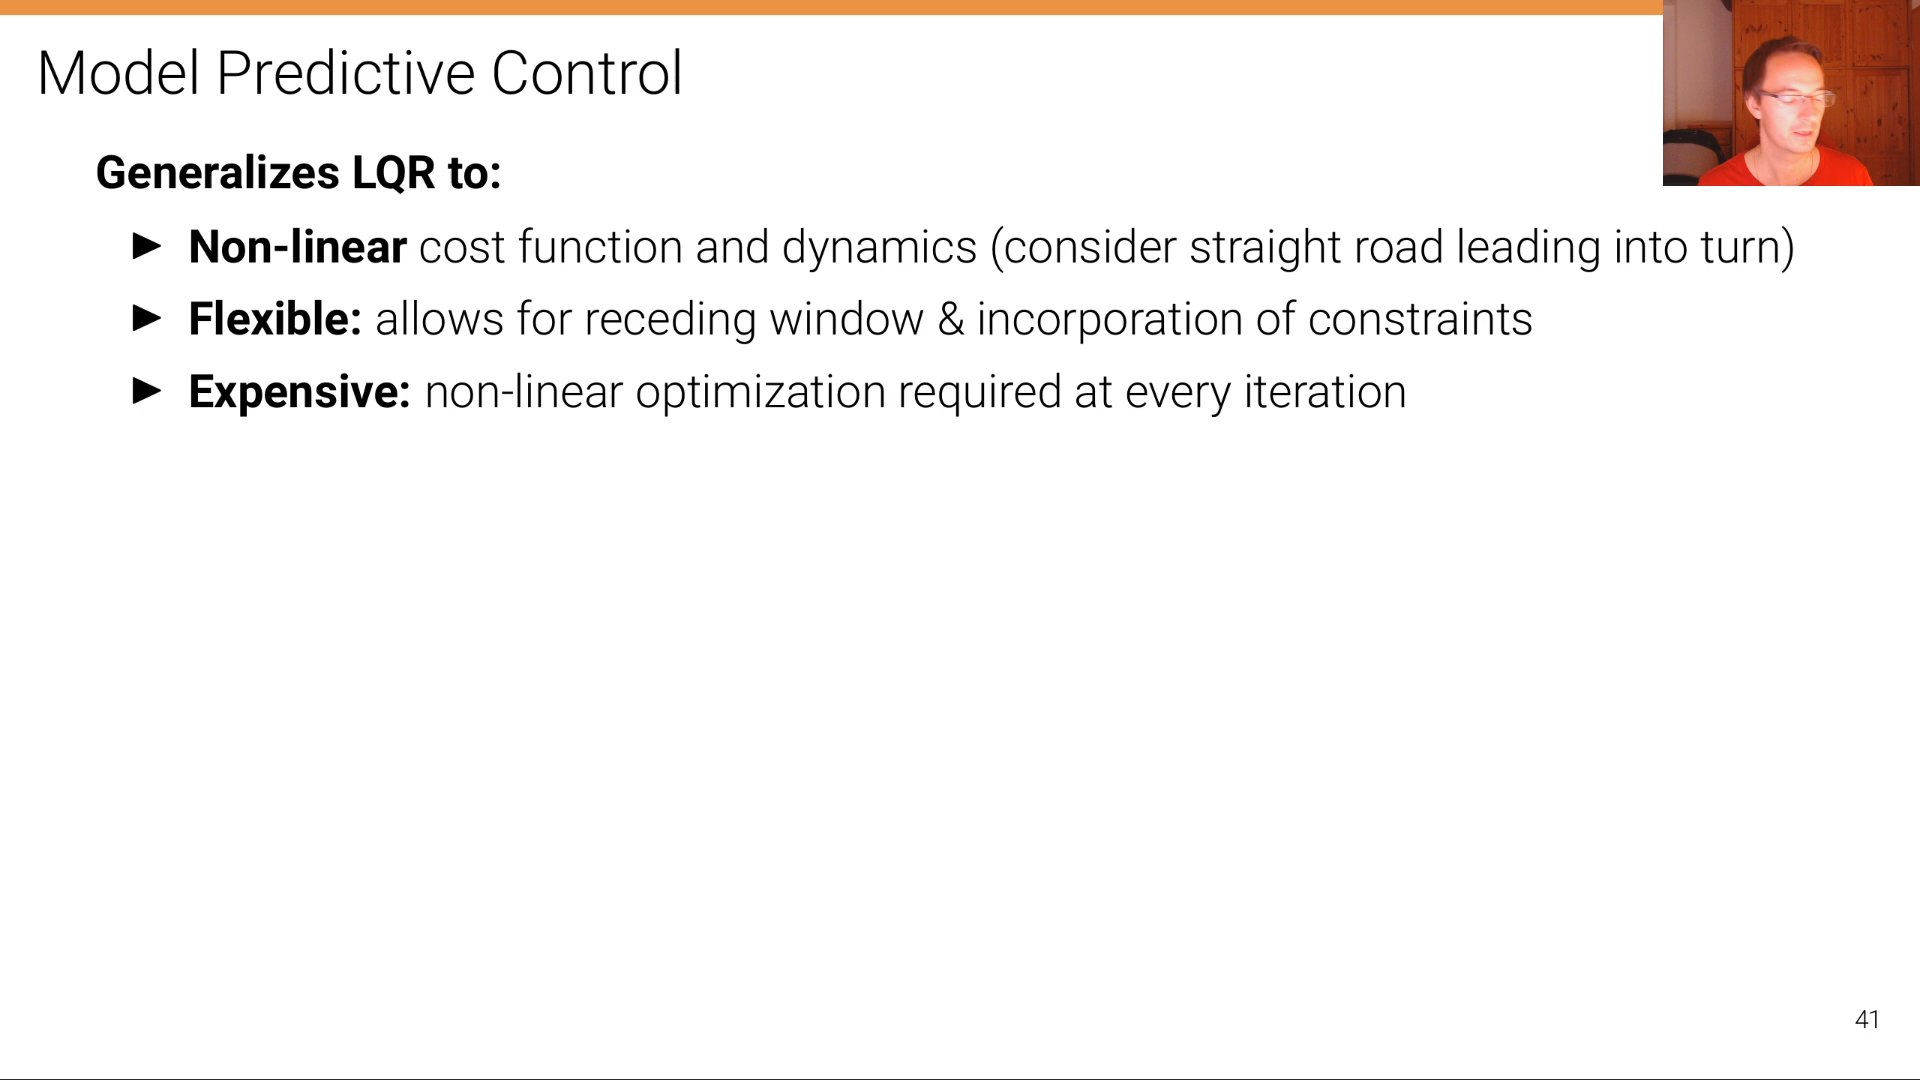 Model Predictive Control
Generalizes LQR to:
► Non-linear cost function and dynamics (consider straight road leading into turn)
► Flexible: allows for receding window & incorporation of constraints
► Expensive: non-linear optimization required at every iteration
41